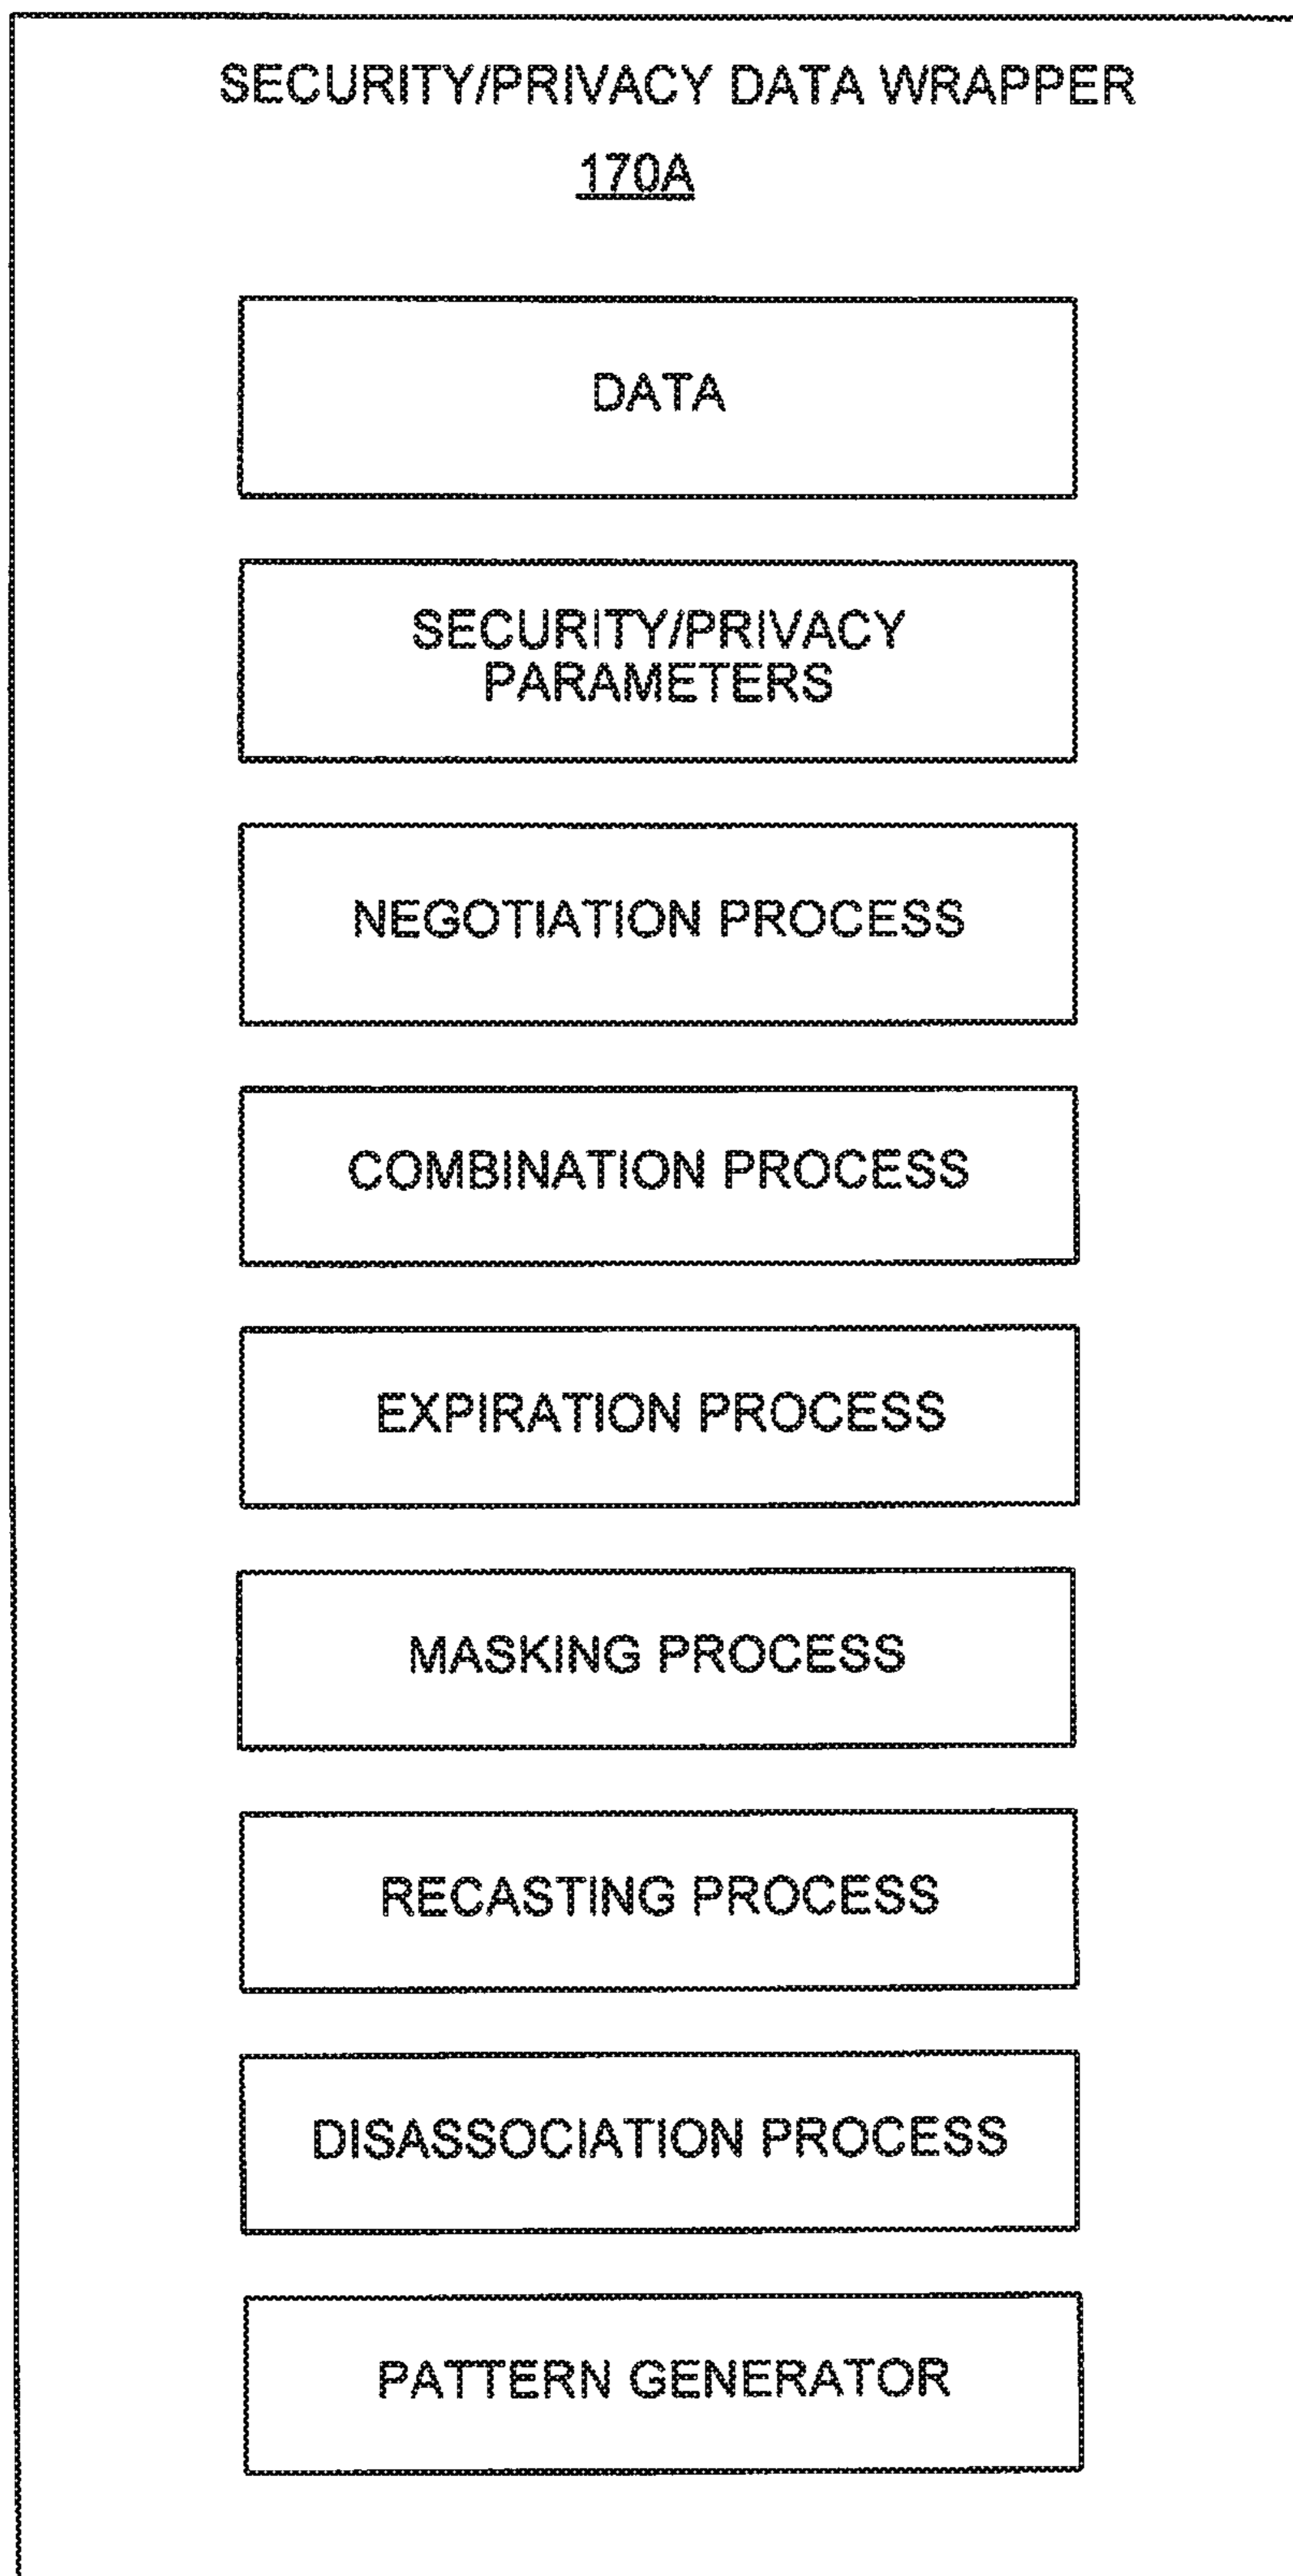 SECURITY/PRIVACY DATA WRAPPER
170A
DATA
SECURITY/PRIVACY
PARAMETERS
NEGOTIATION PROCESS
COMBINATION PROCESS
EXPIRATION PROCESS
MASKING PROCESS
RECASTING PROCESS
DISASSOCIATION PROCESS
PATTERN GENERATOR